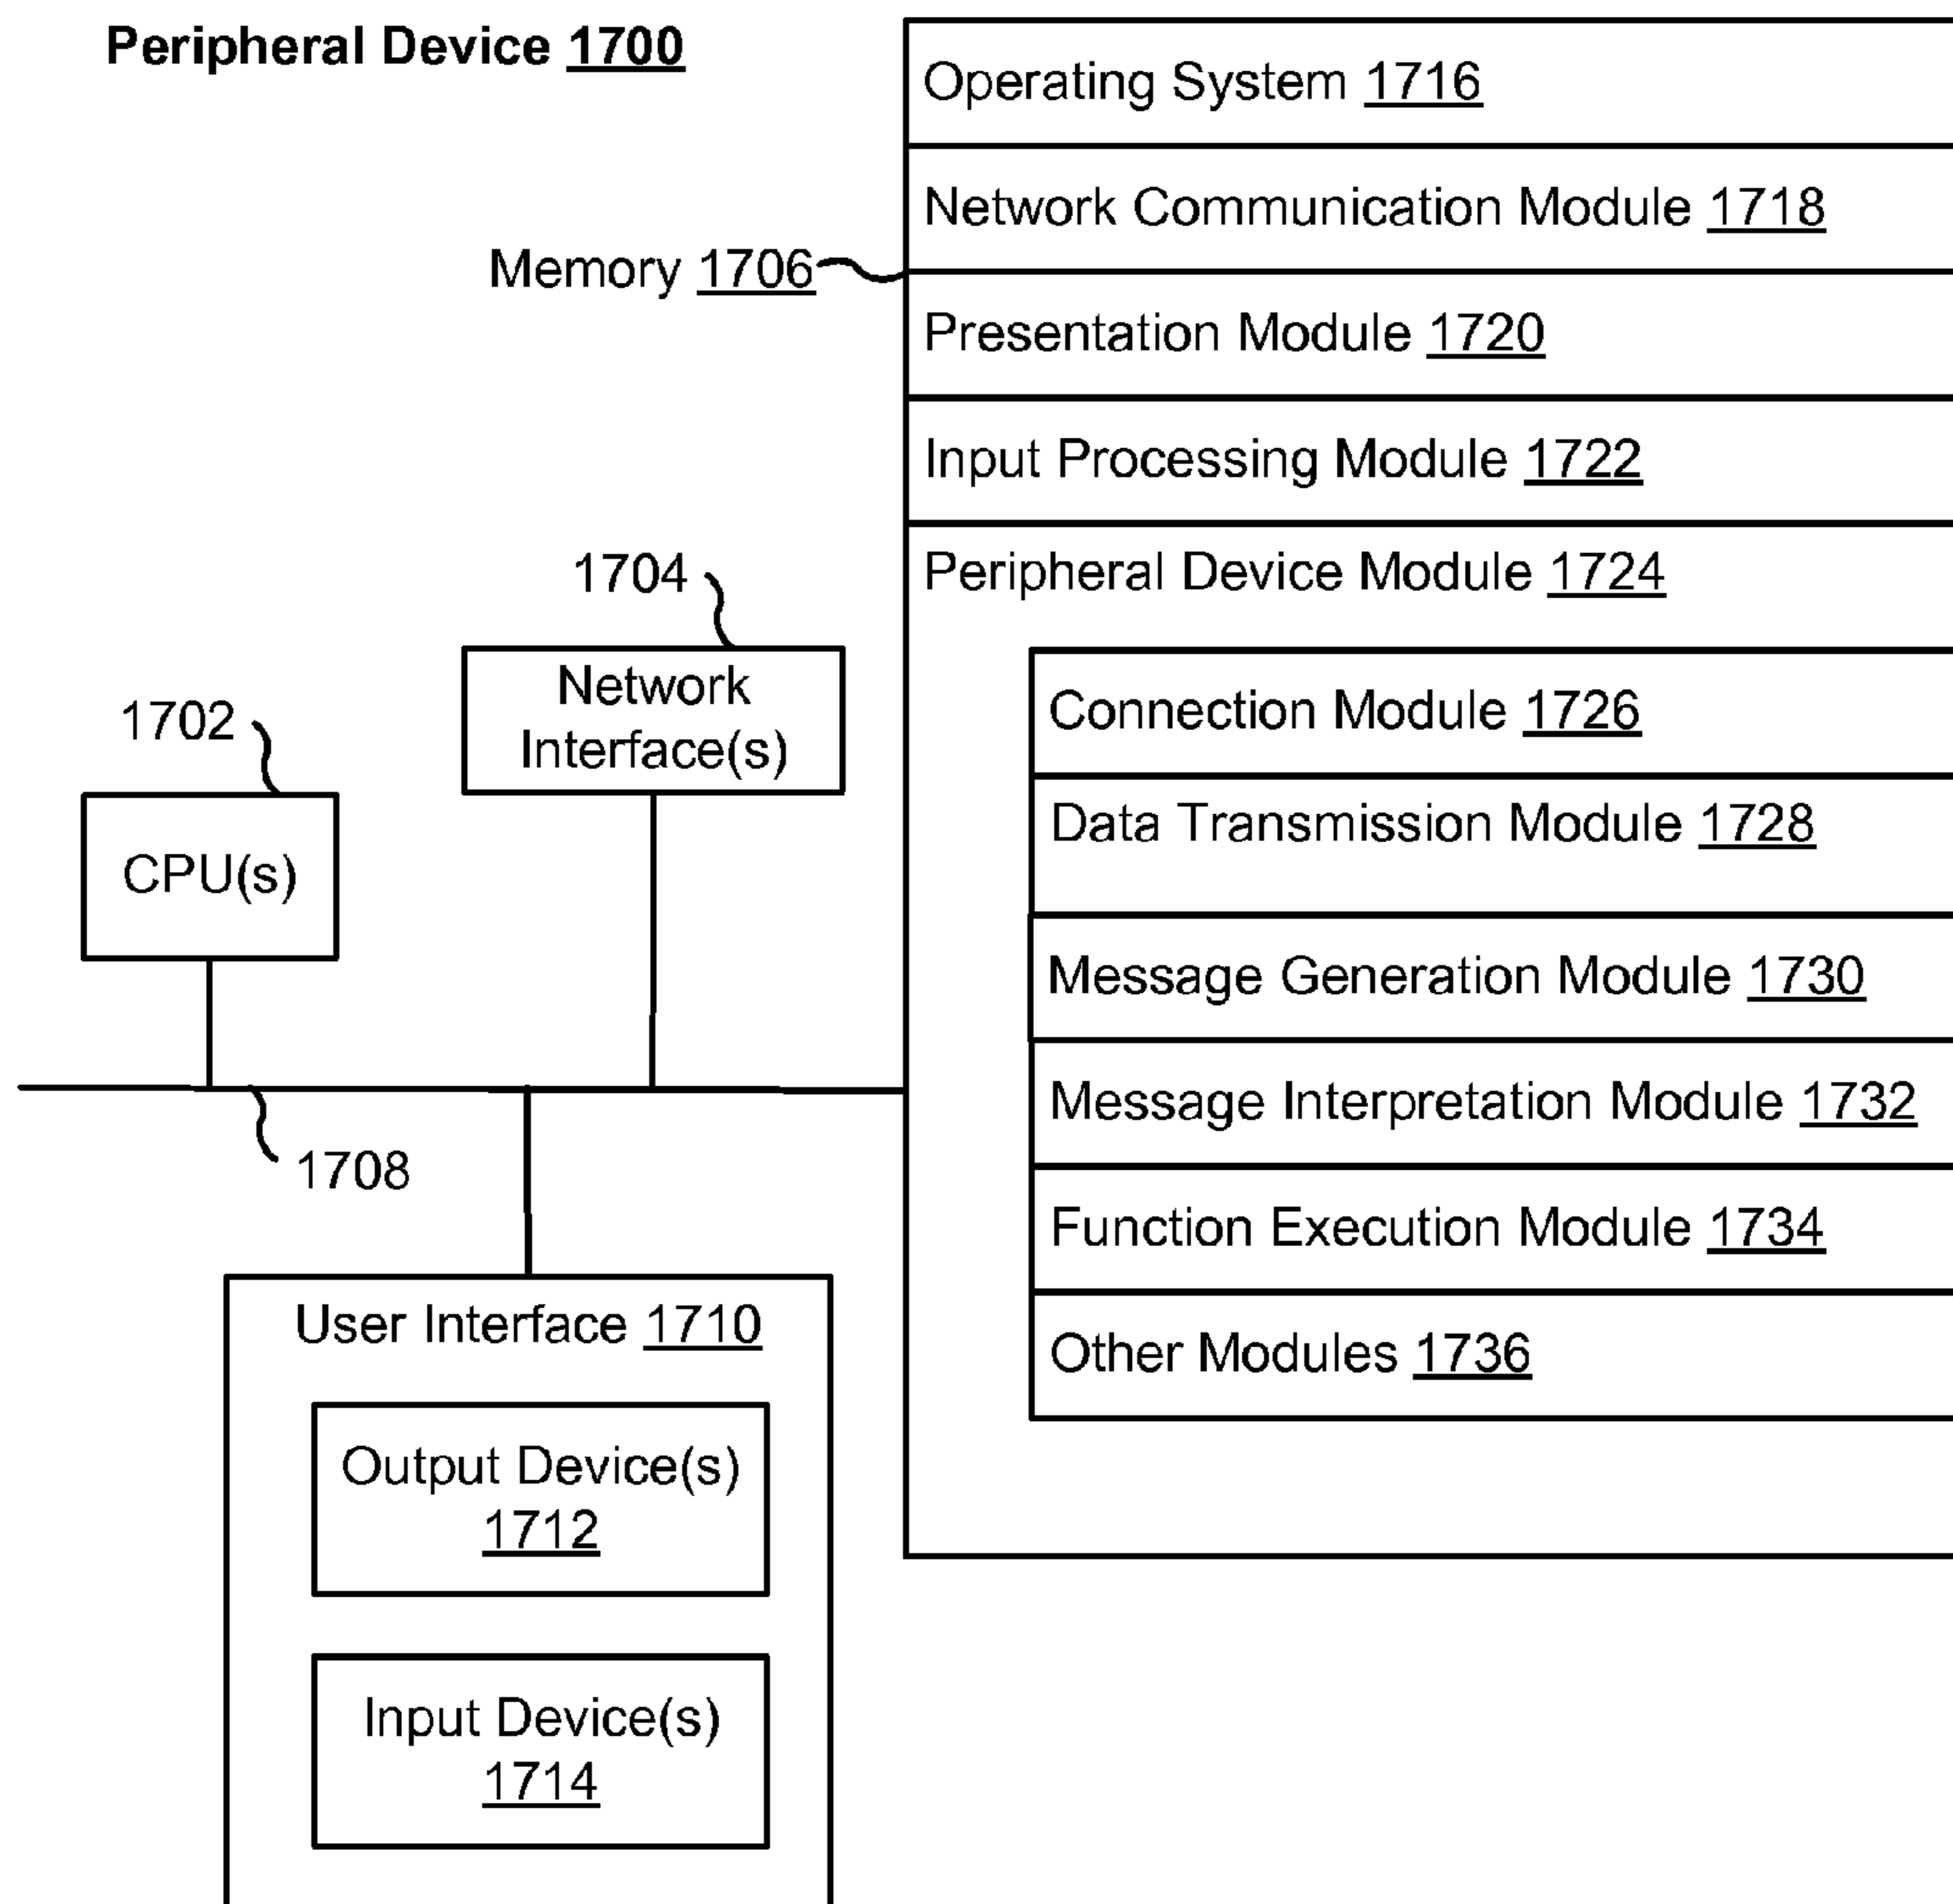 Peripheral Device 1700
Operating System 1716
Network Communication Module 1718
Memory 1706
Presentation Module 1720
Input Processing Module 1722
Peripheral Device Module 1724
1704
Network
Interface(s)
1702
CPU(s)
Connection Module 1726
Data Transmission Module 1728
Message Generation Module 1730
Message Interpretation Module 1732
1708
Function Execution Module 1734
Other Modules 1736
User Interface 1710
Output Device(s)
1712
Input Device(s)
1714